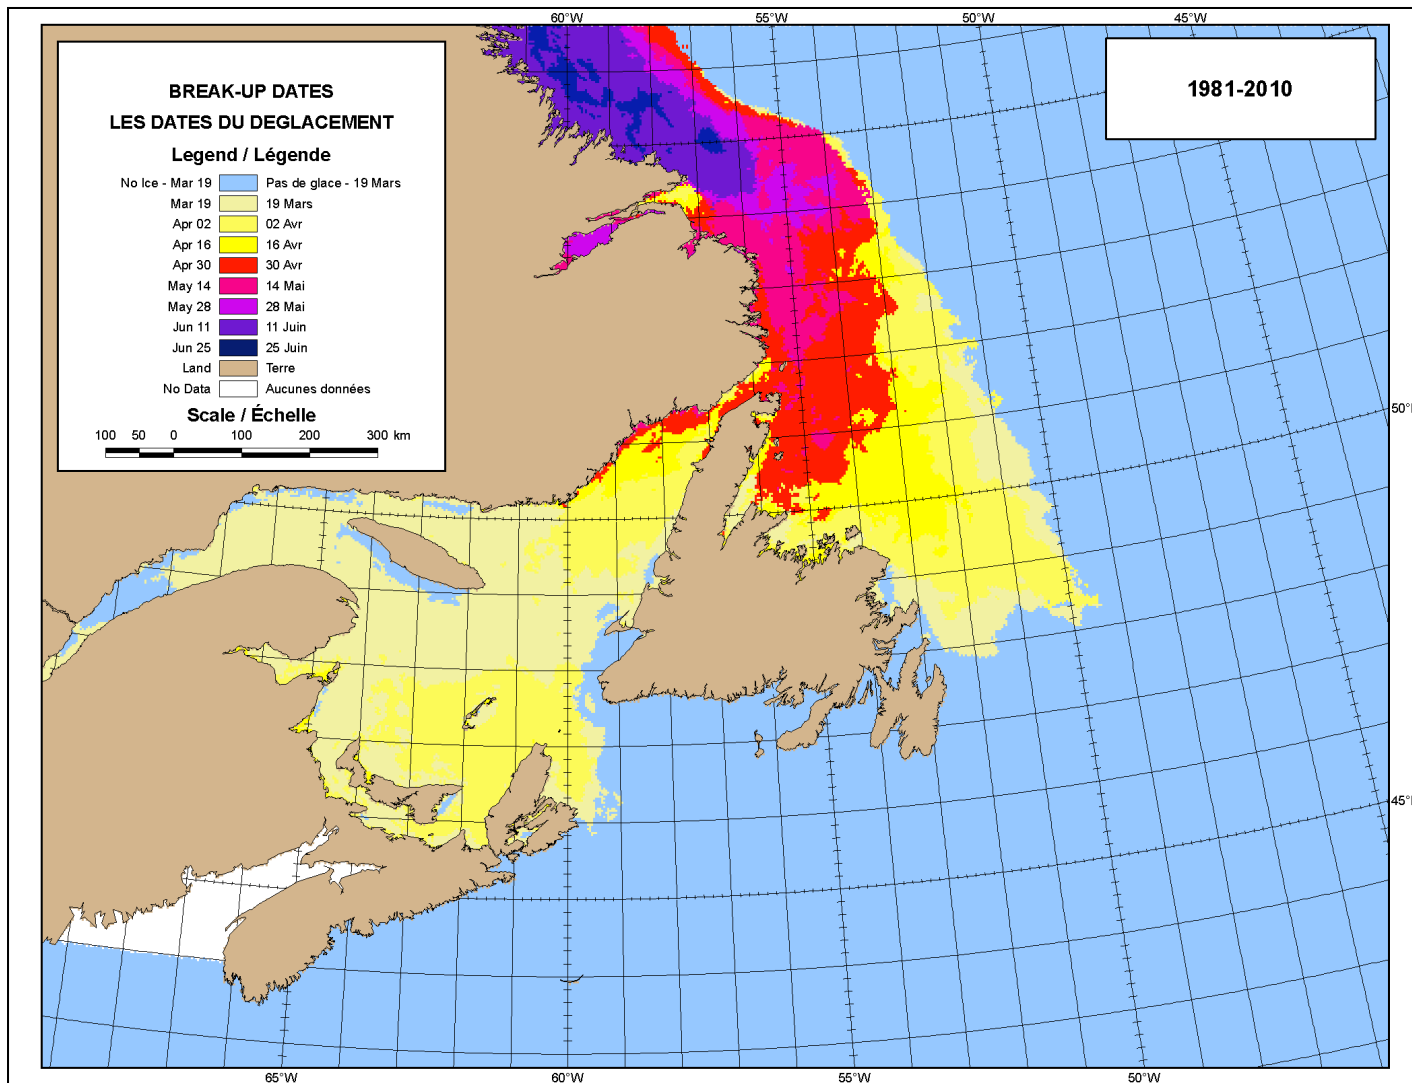 60°W 55°W 50°W 45°W
1981-2010
BREAK-UP DATES
LES DATES DU DEGLACEMENT
Legend / Légende
No Ice - Mar 19 Pas de glace - 19 Mars
Mar 19 19 Mars
Apr 02 02 Avr
Apr 16 16 Avr
Apr 30 30 Avr
May 14 14 Mai
May 28 28 Mai
Jun 11 11 Juin
Jun 25 25 Juin
Land Terre
No Data Aucunes données
Scale / Échelle
100 50 0 100 200 300 km
50°
45°
65°W 60°W 55°W 50°W